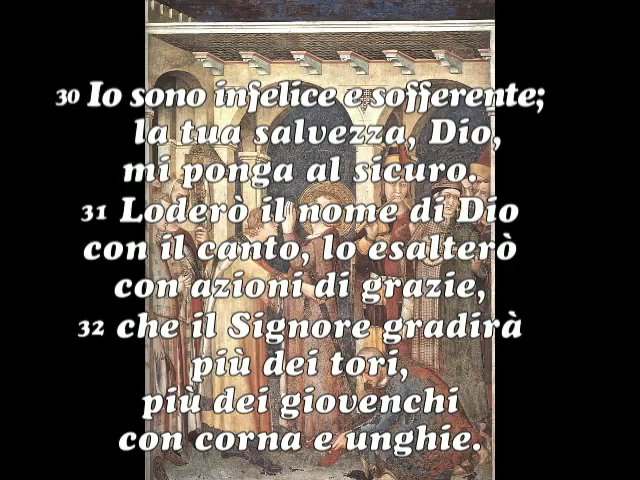 30 Io sono infelice e sofferente;
la tua salvezza, Dio,
mi ponga al sicuro.
31 Loderò il nome di Dio
con il canto, lo esalterò
con azioni di grazie,
32 che il Signore gradirà
più dei tori,
più dei giovenchi
con corna e unghie.